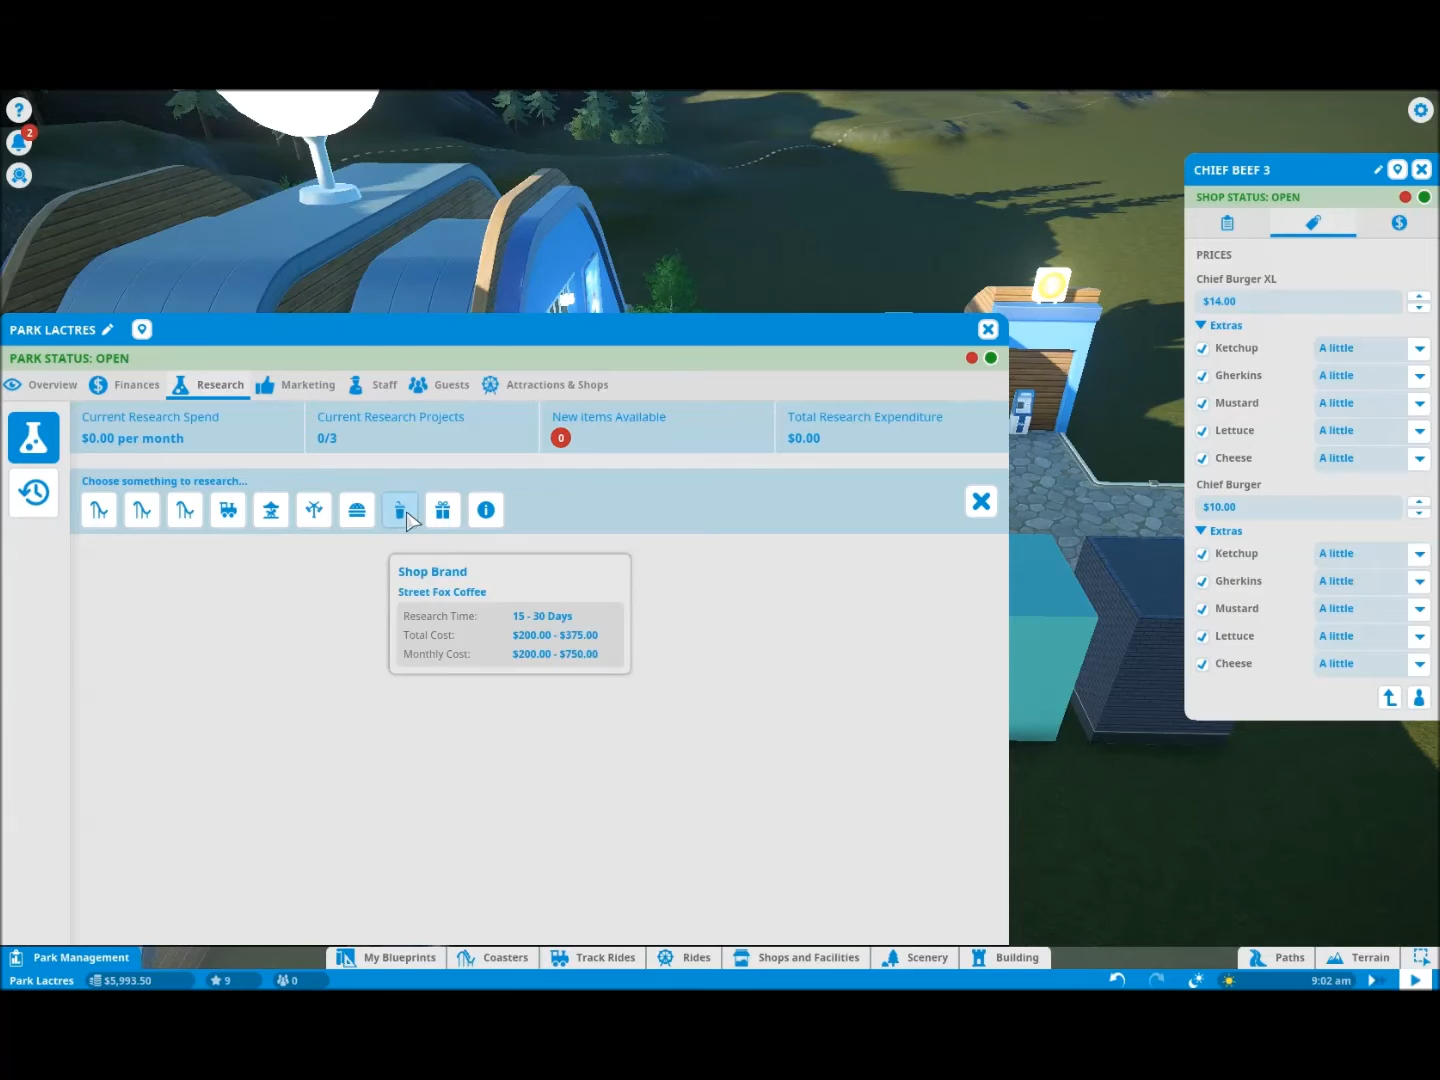 ?
2
CHIEF BEEF 3
SHOP STATUS: OPEN
PRICES
Chief Burger XL
$14.00
Extras
Ketchup A little
Gherkins A little
Mustard A little
Lettuce A little
Cheese A little
Chief Burger
$10.00
Extras
Ketchup A little
Gherkins A little
Mustard A little
Lettuce A little
Cheese A little
PARK LACTRES
PARK STATUS: OPEN
Overview Finances Research Marketing Staff Guests Attractions & Shops
Current Research Spend Current Research Projects New items Available Total Research Expenditure
$0.00 per month 0/3 0 $0.00
Choose something to research...
Shop Brand
Street Fox Coffee
Research Time: 15 - 30 Days
Total Cost: $200.00 - $375.00
Monthly Cost: $200.00 - $750.00
Park Management My Blueprints Coasters Track Rides Rides Shops and Facilities Scenery Building Paths Terrain
Park Lactres $5,993.50 9 0 9:02 am